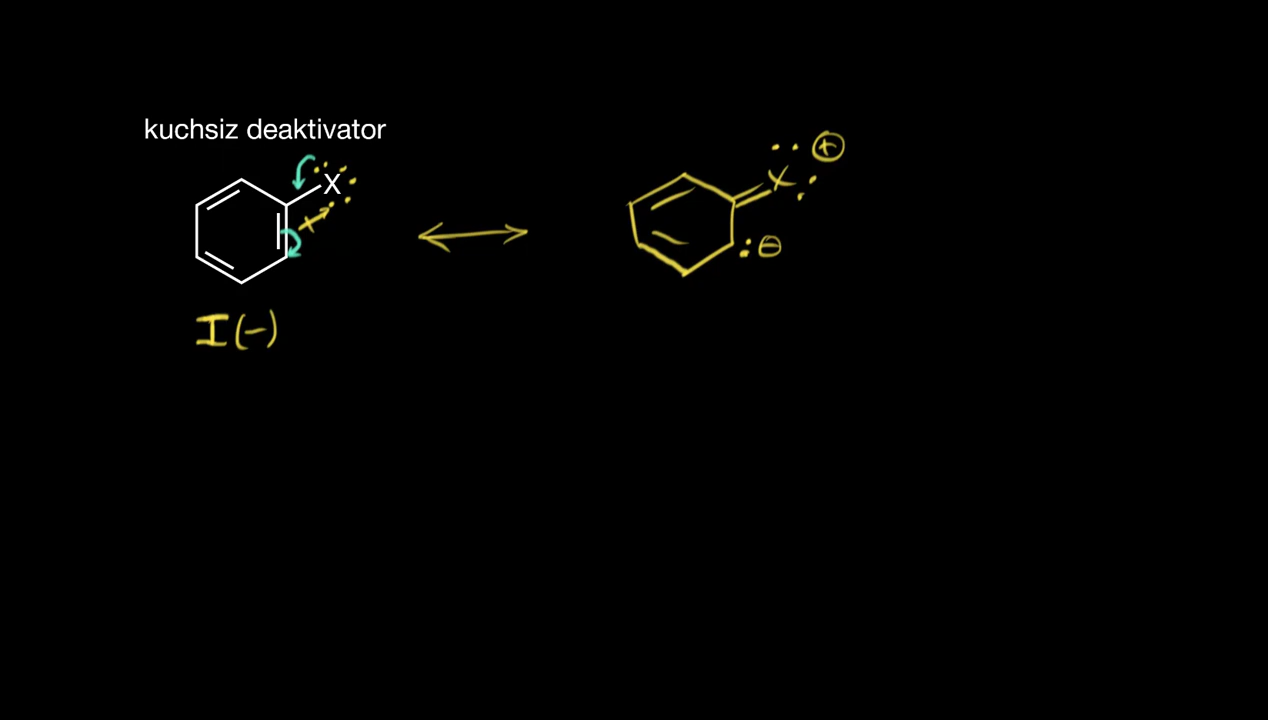 kuchsiz deaktivator
X
X
+
⊖
I (-)